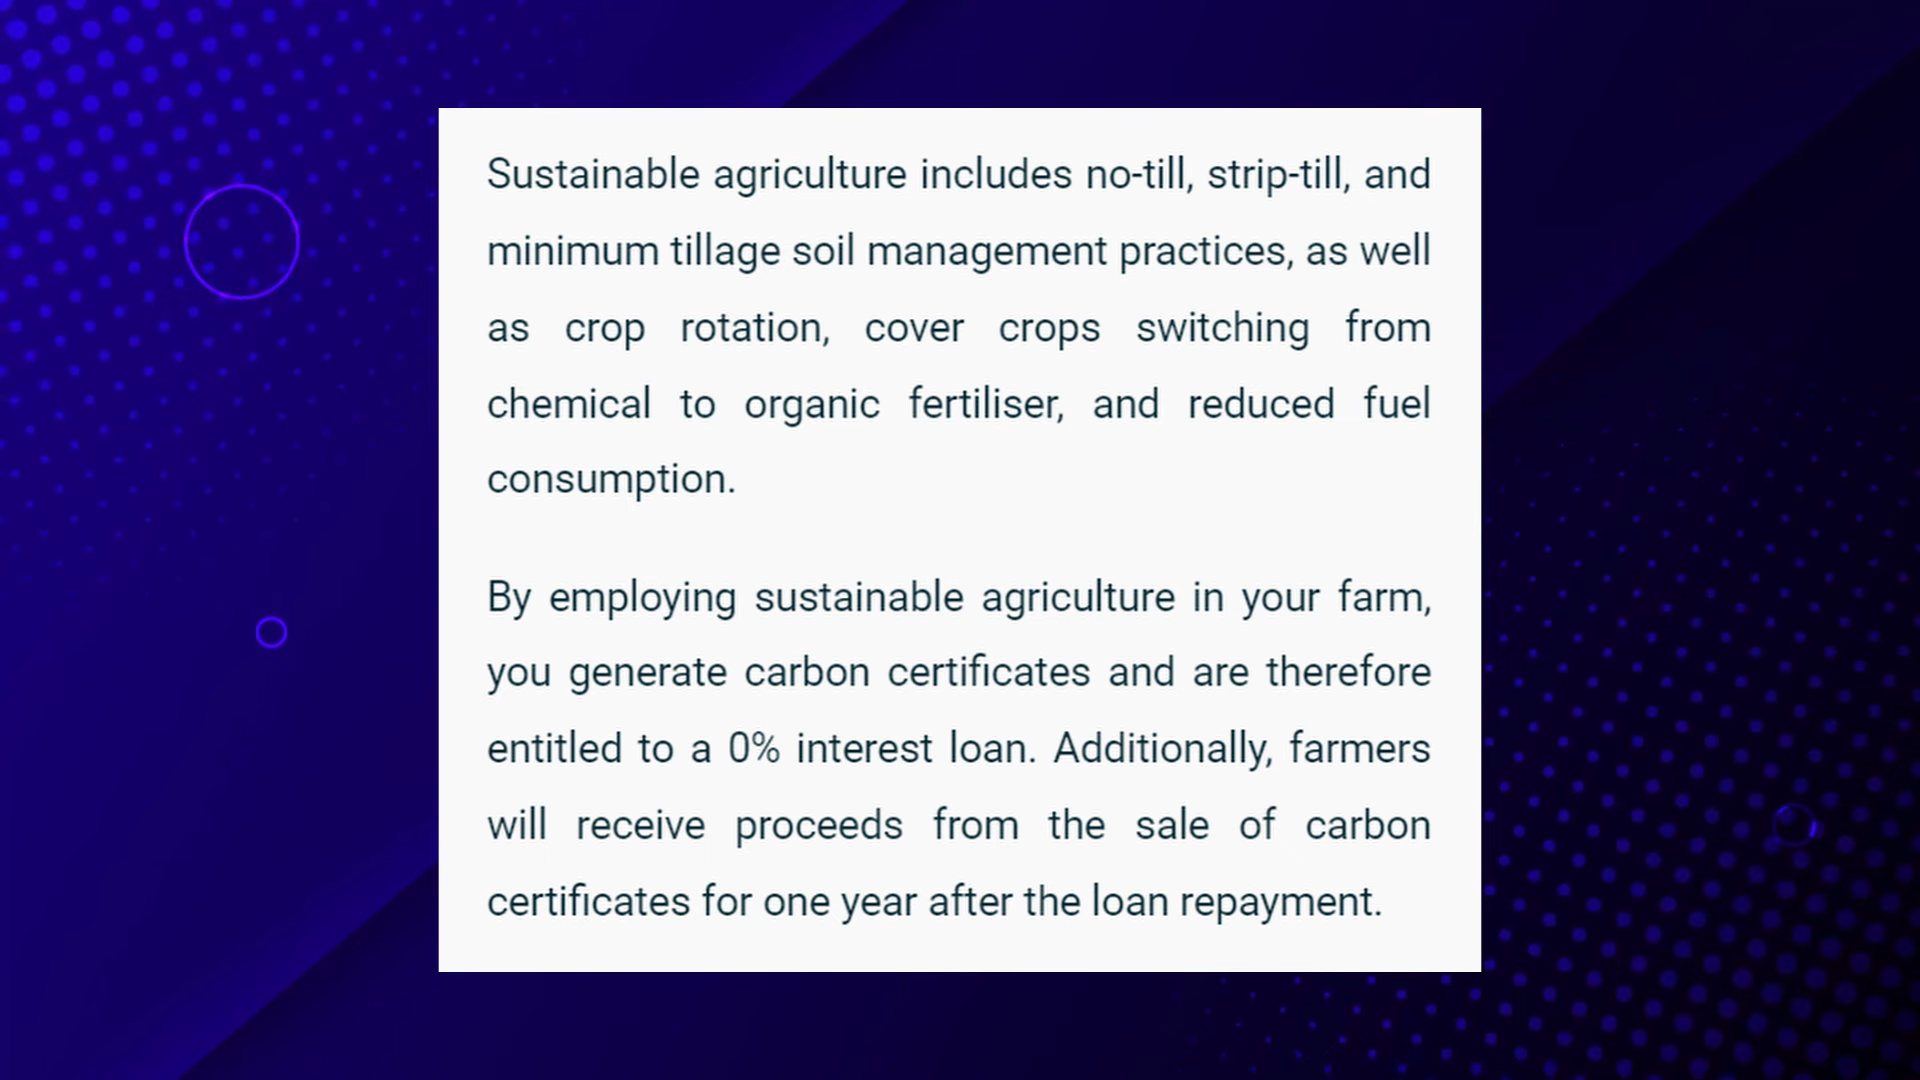 Sustainable agriculture includes no-till, strip-till, and
minimum tillage soil management practices, as well
as crop rotation, cover crops switching from
chemical to organic fertiliser, and reduced fuel
consumption.
By employing sustainable agriculture in your farm,
you generate carbon certificates and are therefore
entitled to a 0% interest loan. Additionally, farmers
will receive proceeds from the sale of carbon
certificates for one year after the loan repayment.